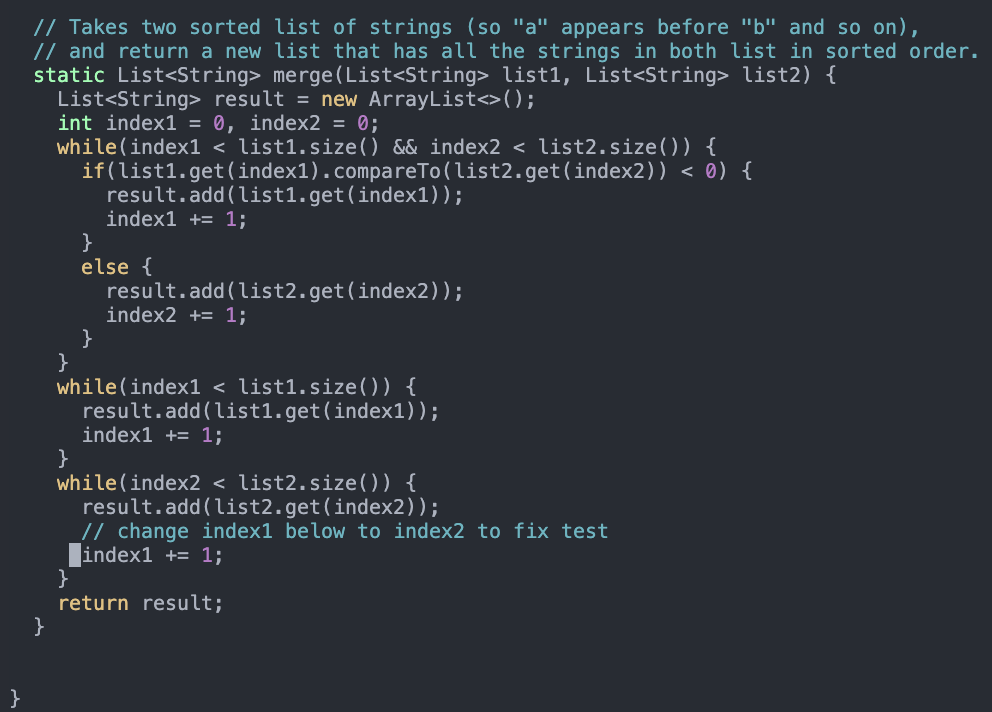 // Takes two sorted list of strings (so "a" appears before "b" and so on),
// and return a new list that has all the strings in both list in sorted order.
static List<String> merge(List<String> list1, List<String> list2) {
List<String> result = new ArrayList<>();
int index1 = 0, index2 = 0;
while(index1 < list1.size() && index2 < list2.size()) {
if(list1.get(index1).compareTo(list2.get(index2)) < 0) {
result.add(list1.get(index1));
index1 += 1;
}
else {
result.add(list2.get(index2));
index2 += 1;
}
}
while(index1 < list1.size()) {
result.add(list1.get(index1));
index1 += 1;
}
while(index2 < list2.size()) {
result.add(list2.get(index2));
// change index1 below to index2 to fix test
index1 += 1;
}
return result;
}
}